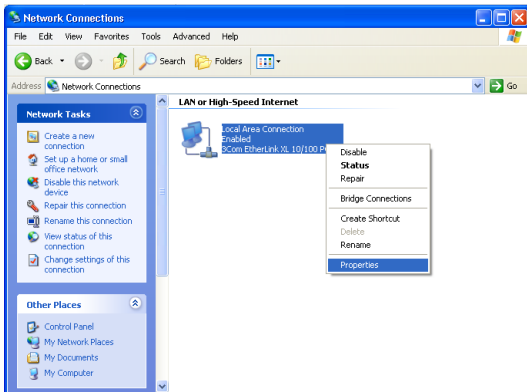 Network Connections
File Edit View Favorites Tools Advanced Help
Back Search Folders
Address Network Connections Go
Network Tasks
Create a new
connection
Set up a home or small
office network
Disable this network
device
Repair this connection
Rename this connection
View status of this
connection
Change settings of this
connection
Other Places
Control Panel
My Network Places
My Documents
My Computer
LAN or High-Speed Internet
Local Area Connection
Enabled
3Com EtherLink XL 10/100
Disable
Status
Repair
Bridge Connections
Create Shortcut
Delete
Rename
Properties